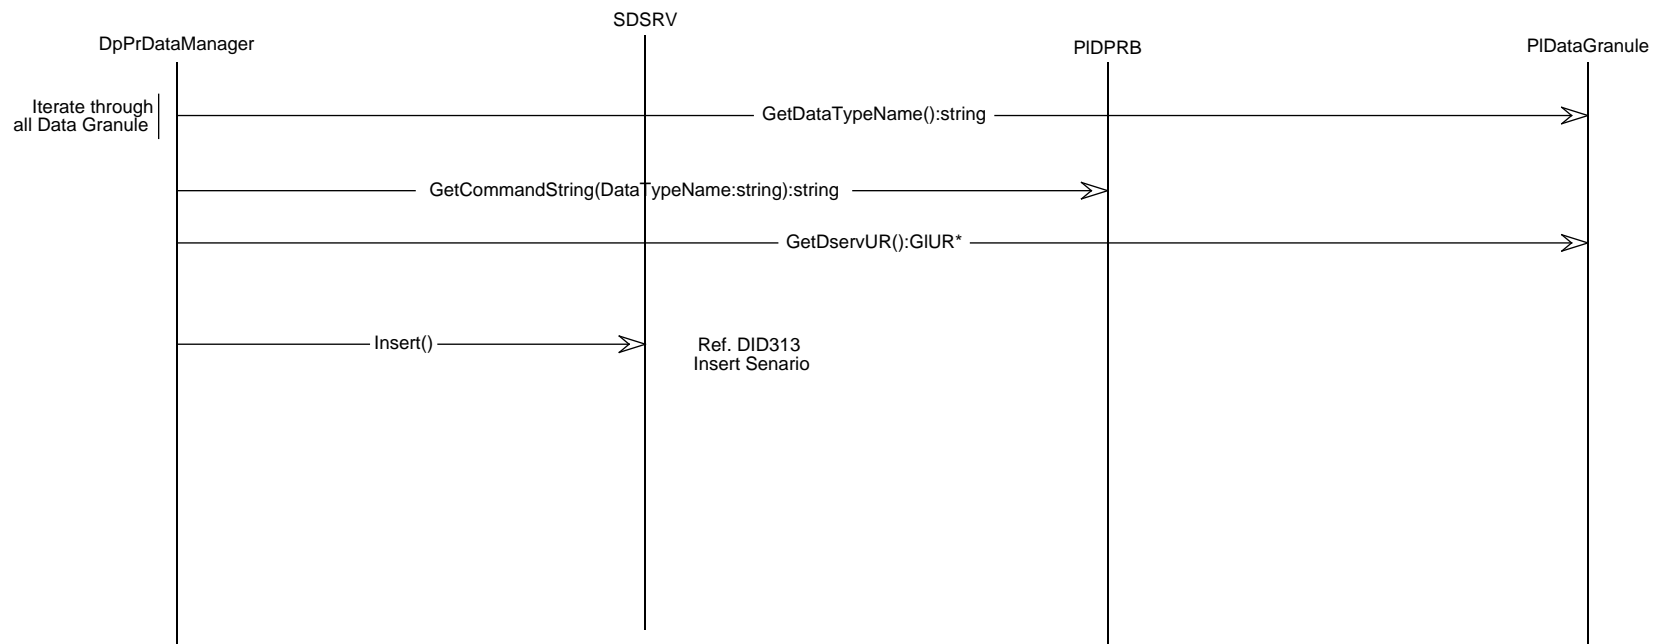 SDSRV
DpPrDataManager
PlDPRB
PlDataGranule
Iterate through
all Data Granule
GetDataTypeName():string
GetCommandString(DataTypeName:string):string
GetDservUR():GlUR*
Insert()
Ref. DID313
Insert Senario